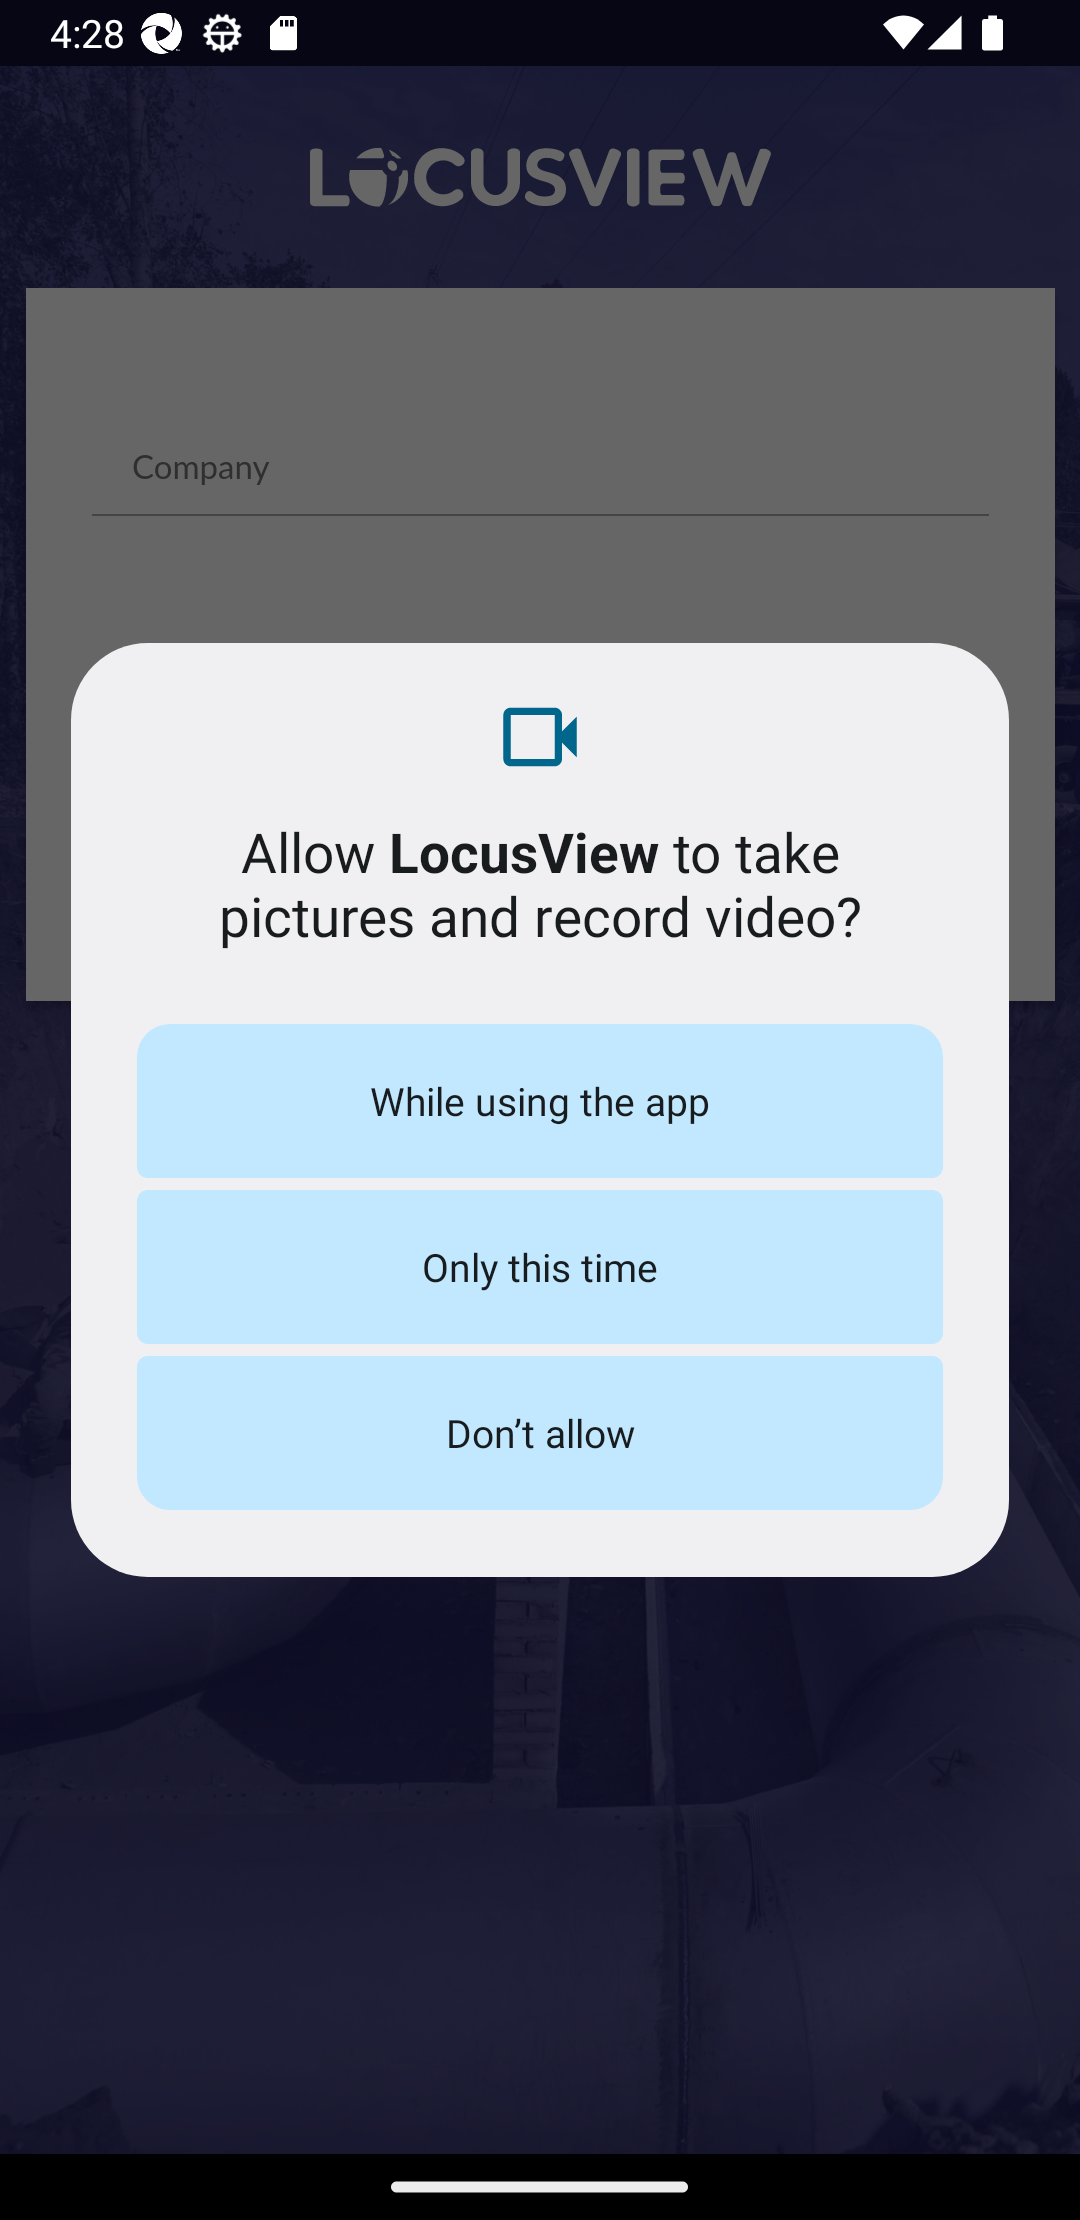 4:28
LOCUSVIEW
Company
Allow LocusView to take
pictures and record video?
While using the app
Only this time
Don’t allow